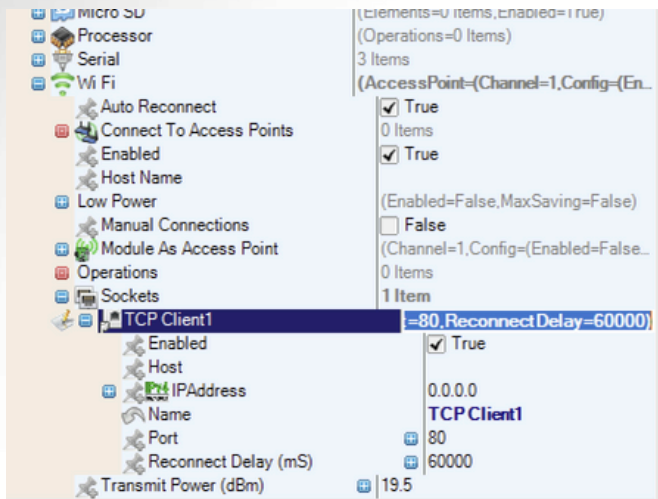 Micro SD (Elements=0 Items,Enabled=True)
Processor (Operations=0 Items)
Serial 3 Items
Wi Fi (AccessPoint=(Channel=1,Config=(En...
Auto Reconnect True
Connect To Access Points 0 Items
Enabled True
Host Name
Low Power (Enabled=False,MaxSaving=False)
Manual Connections False
Module As Access Point (Channel=1,Config=(Enabled=False...
Operations 0 Items
Sockets 1 Item
TCP Client1 =80,ReconnectDelay=60000)
Enabled True
Host
IPAddress 0.0.0.0
Name TCP Client1
Port 80
Reconnect Delay (mS) 60000
Transmit Power (dBm) 19.5